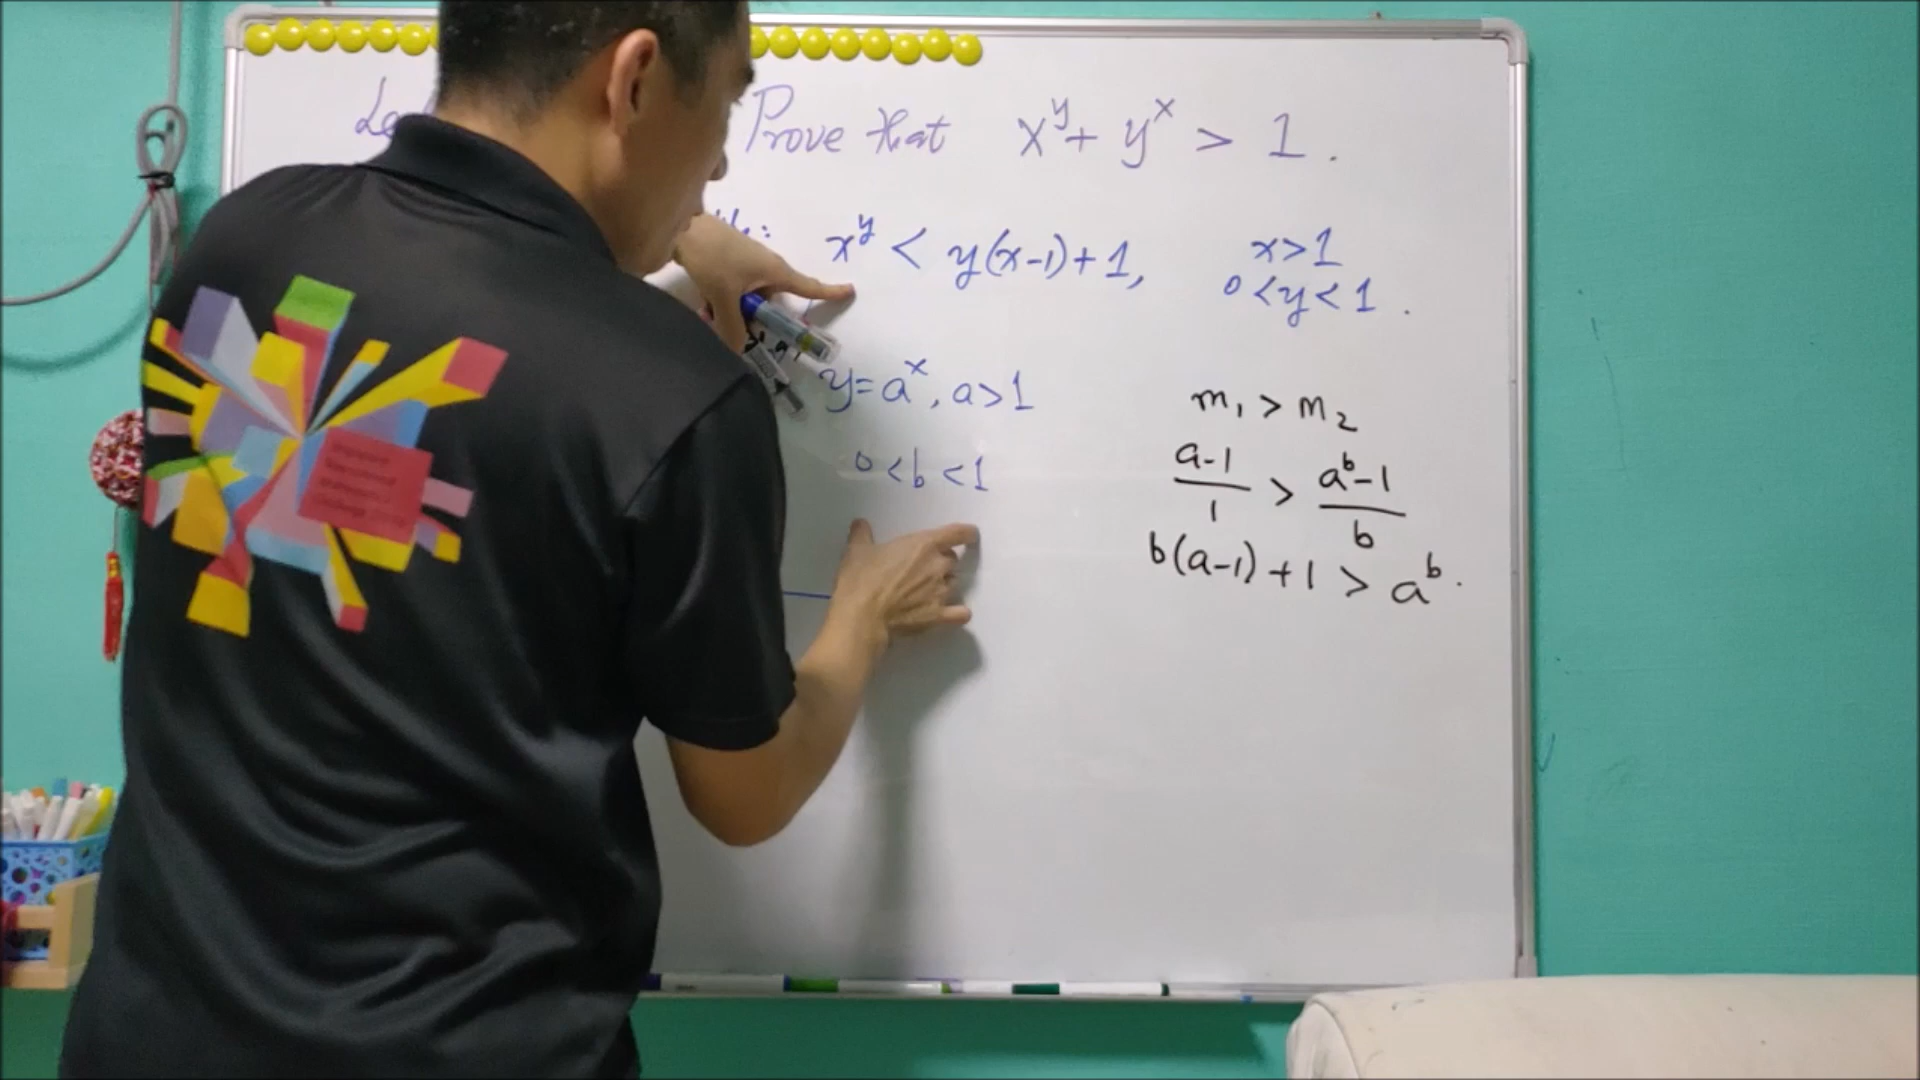 Prove that x^y + y^x > 1.
x^y < y(x-1)+1, x>1
0<y<1.
y=a^x, a>1
0<b<1
m₁ > m₂
(a-1)/1 > (a^b-1)/b
b(a-1)+1 > a^b.